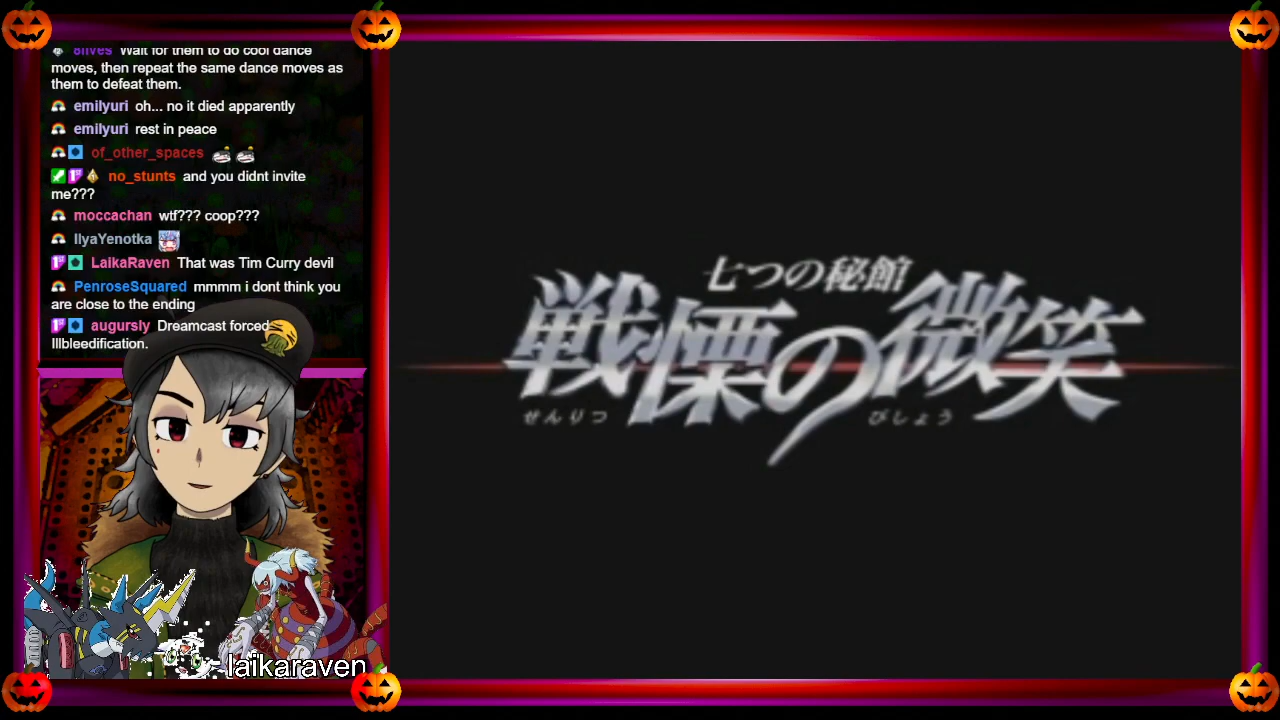 8lives Wait for them to do cool dance
moves, then repeat the same dance moves as
them to defeat them.
emilyuri oh... no it died apparently
emilyuri rest in peace
of_other_spaces
no_stunts and you didnt invite
me???
moccachan wtf??? coop???
IlyaYenotka
LaikaRaven That was Tim Curry devil
PenroseSquared mmmm i dont think you
are close to the ending
augursly Dreamcast forced
Illbleedification.
laikaraven
七つの秘館
戦慄の微笑
せんりつ びしょう